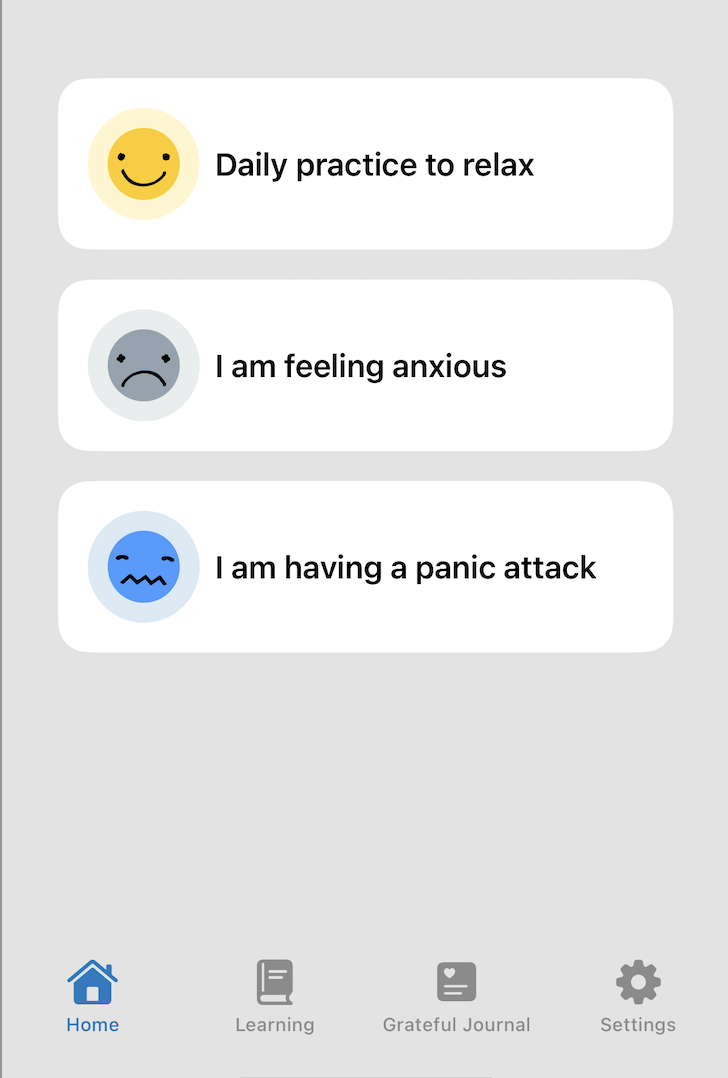 Daily practice to relax
I am feeling anxious
I am having a panic attack
Home
Learning
Grateful Journal
Settings